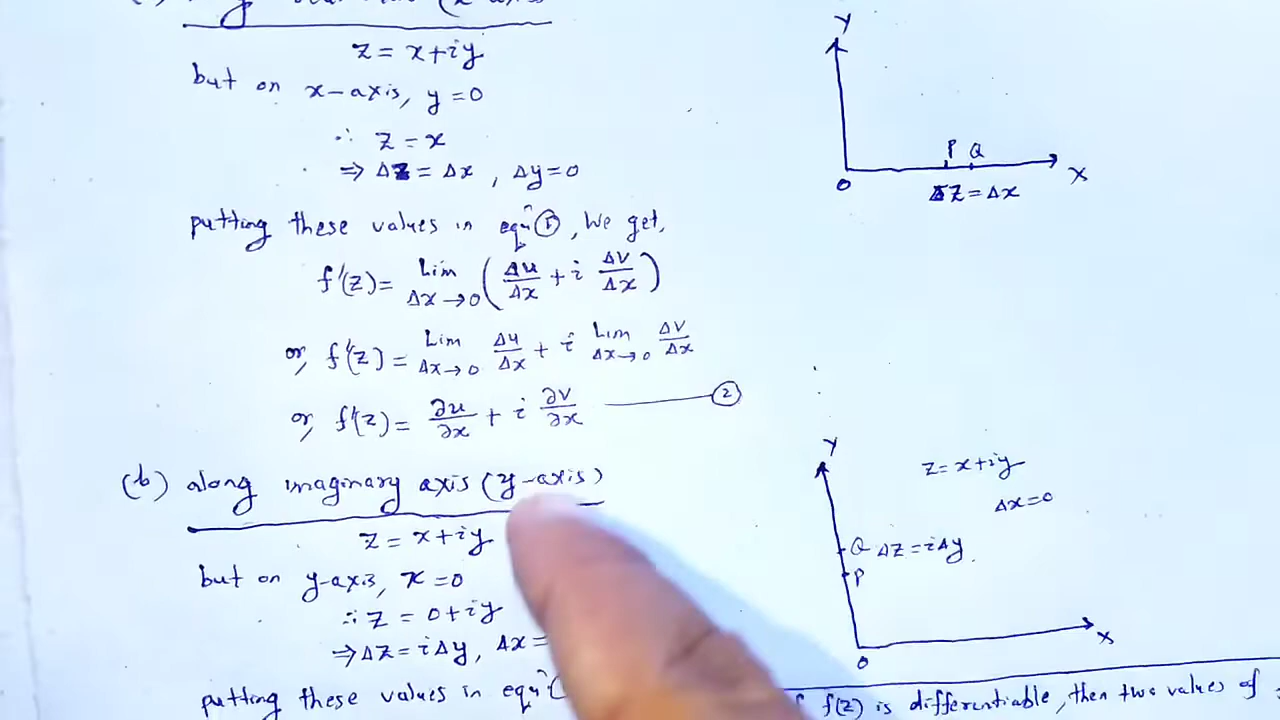 z = x+iy
but on x-axis, y=0
∴ z = x
⇒ Δz = Δx , Δy=0
putting these values in eqn ①, We get,
f'(z)= Lim Δx→0 (Δu/Δx + i Δv/Δx)
or, f'(z)= Lim Δx→0 Δu/Δx + i Lim Δx→0 Δv/Δx
or, f'(z)= ∂u/∂x + i ∂v/∂x —— ②
(b) along imaginary axis (y-axis)
z = x+iy
but on y-axis, x=0
∴ z = 0+iy
⇒ Δz = iΔy, Δx=
putting these values in eqn
Y
P Q
O
X
Δz = Δx
Y
z = x+iy
Δx=0
Q Δz=iΔy.
P
X
O
f(z) is differentiable, then two values of